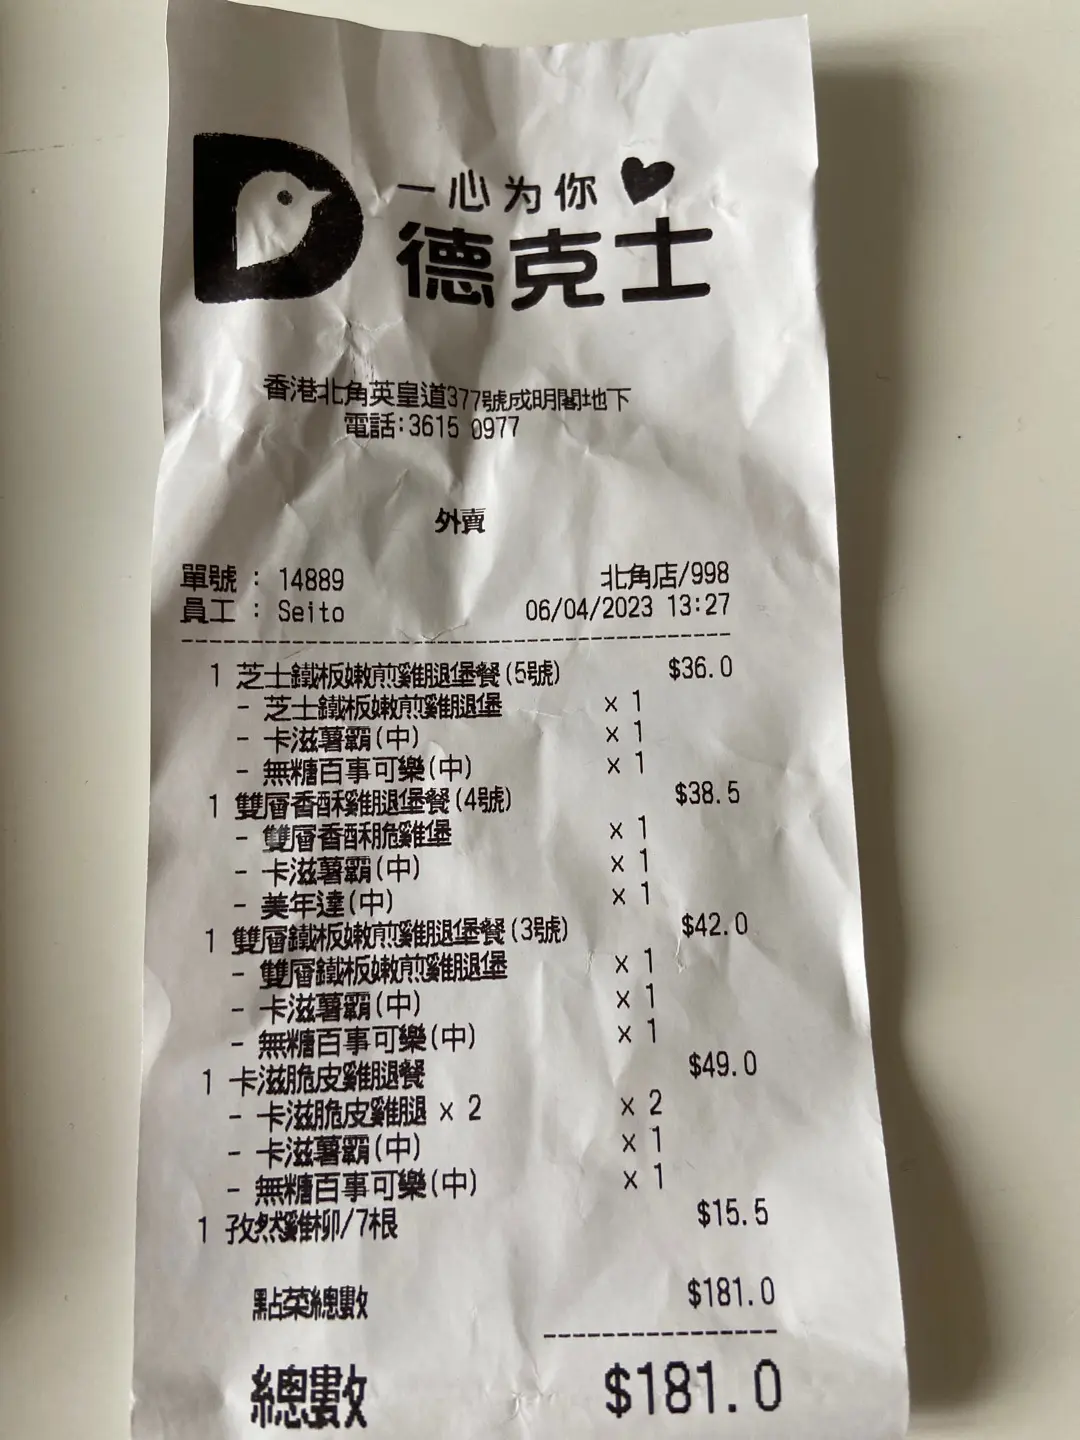 一心为你
德克士
香港北角英皇道377號成明閣地下
電話:3615 0977
外賣
單號 : 14889 北角店/998
員工 : Seito 06/04/2023 13:27
1 芝士鐵板嫩煎雞腿堡餐(5號) $36.0
- 芝士鐵板嫩煎雞腿堡 × 1
- 卡滋薯霸(中) × 1
- 無糖百事可樂(中) × 1
1 雙層香酥雞腿堡餐(4號) $38.5
- 雙層香酥脆雞堡 × 1
- 卡滋薯霸(中) × 1
- 美年達(中) × 1
1 雙層鐵板嫩煎雞腿堡餐(3號) $42.0
- 雙層鐵板嫩煎雞腿堡 × 1
- 卡滋薯霸(中) × 1
- 無糖百事可樂(中) × 1
1 卡滋脆皮雞腿餐 $49.0
- 卡滋脆皮雞腿 × 2 × 2
- 卡滋薯霸(中) × 1
- 無糖百事可樂(中) × 1
1 孜然雞柳/7根 $15.5
點菜總數 $181.0
總數 $181.0